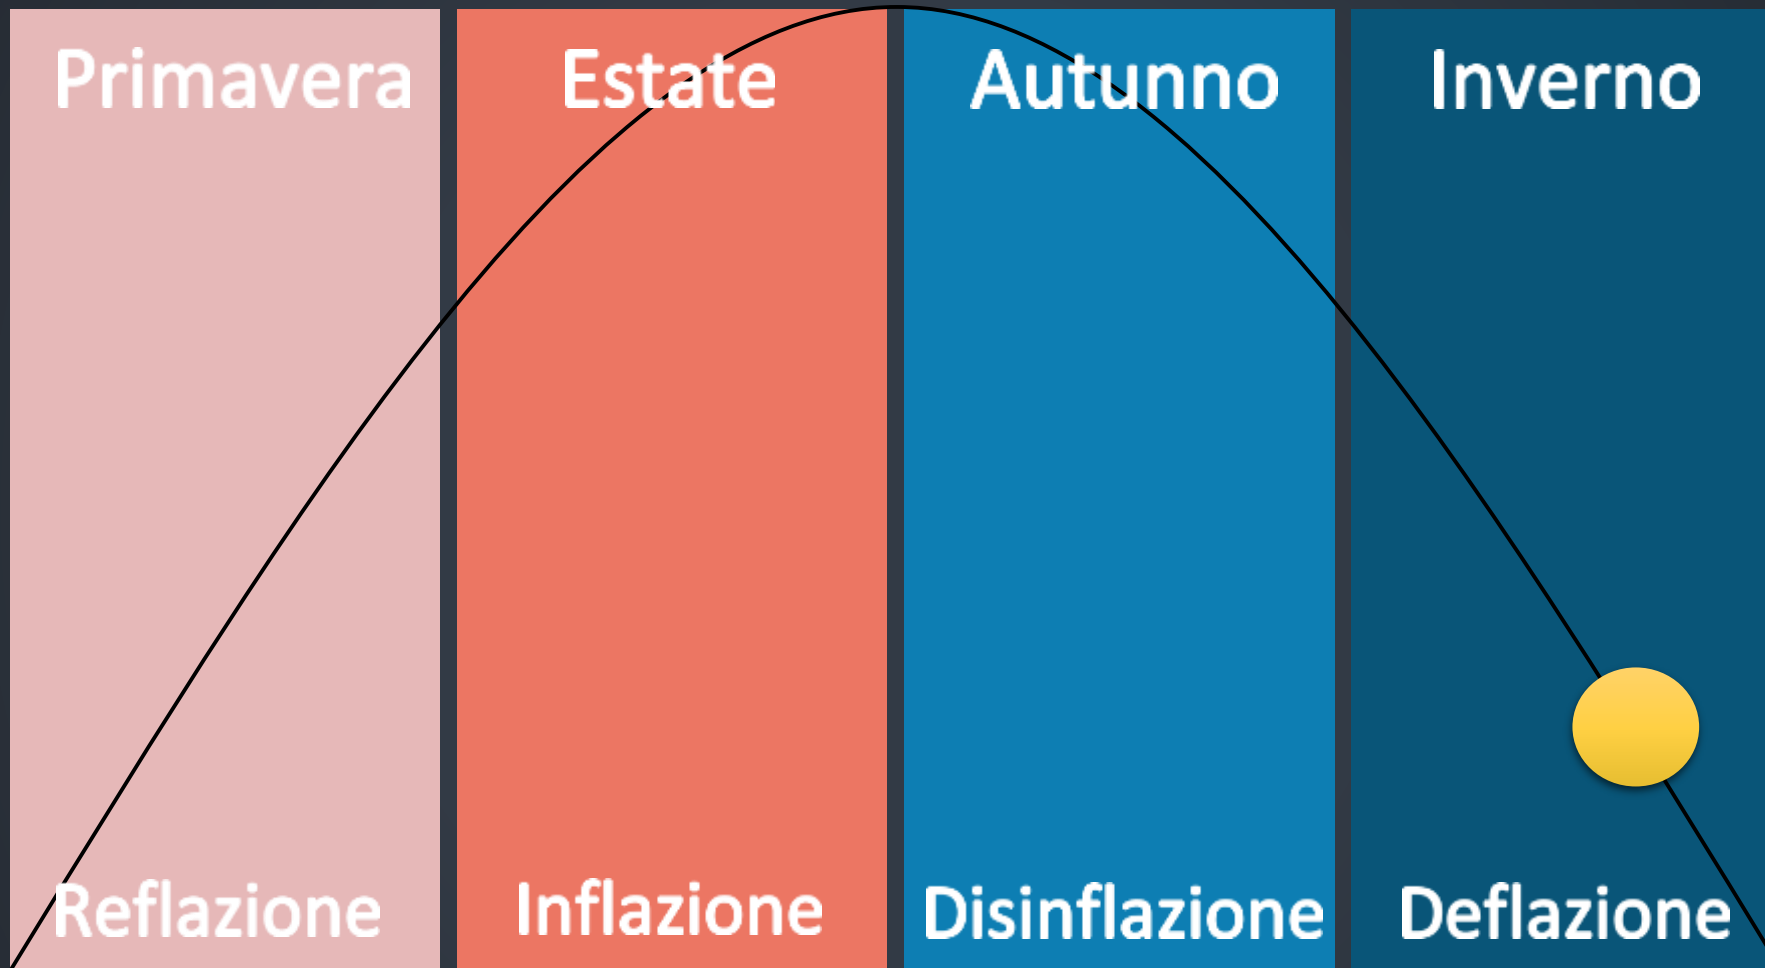 Primavera
Estate
Autunno
Inverno
Reflazione
Inflazione
Disinflazione
Deflazione